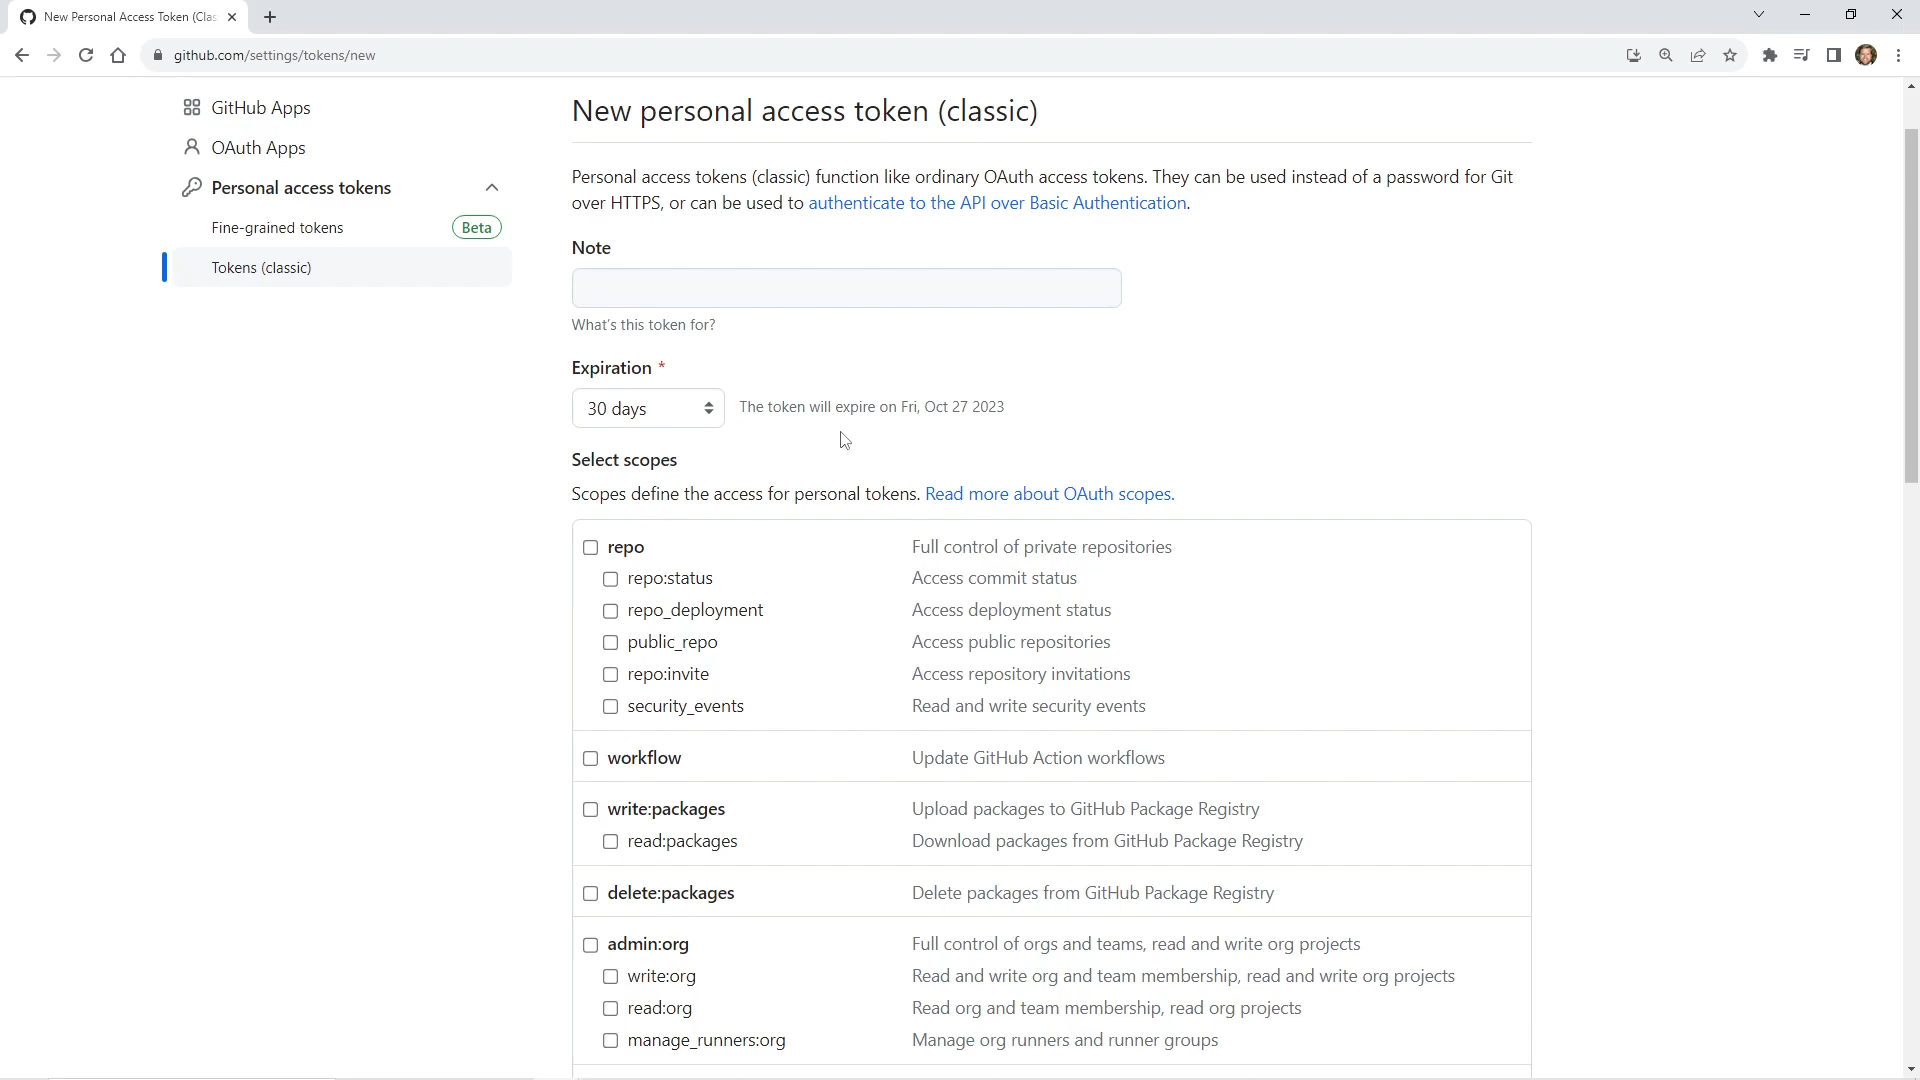 New Personal Access Token (Clas
github.com/settings/tokens/new
GitHub Apps
OAuth Apps
Personal access tokens
Fine-grained tokens Beta
Tokens (classic)
New personal access token (classic)
Personal access tokens (classic) function like ordinary OAuth access tokens. They can be used instead of a password for Git
over HTTPS, or can be used to authenticate to the API over Basic Authentication.
Note
What's this token for?
Expiration *
30 days The token will expire on Fri, Oct 27 2023
Select scopes
Scopes define the access for personal tokens. Read more about OAuth scopes.
repo Full control of private repositories
repo:status Access commit status
repo_deployment Access deployment status
public_repo Access public repositories
repo:invite Access repository invitations
security_events Read and write security events
workflow Update GitHub Action workflows
write:packages Upload packages to GitHub Package Registry
read:packages Download packages from GitHub Package Registry
delete:packages Delete packages from GitHub Package Registry
admin:org Full control of orgs and teams, read and write org projects
write:org Read and write org and team membership, read and write org projects
read:org Read org and team membership, read org projects
manage_runners:org Manage org runners and runner groups